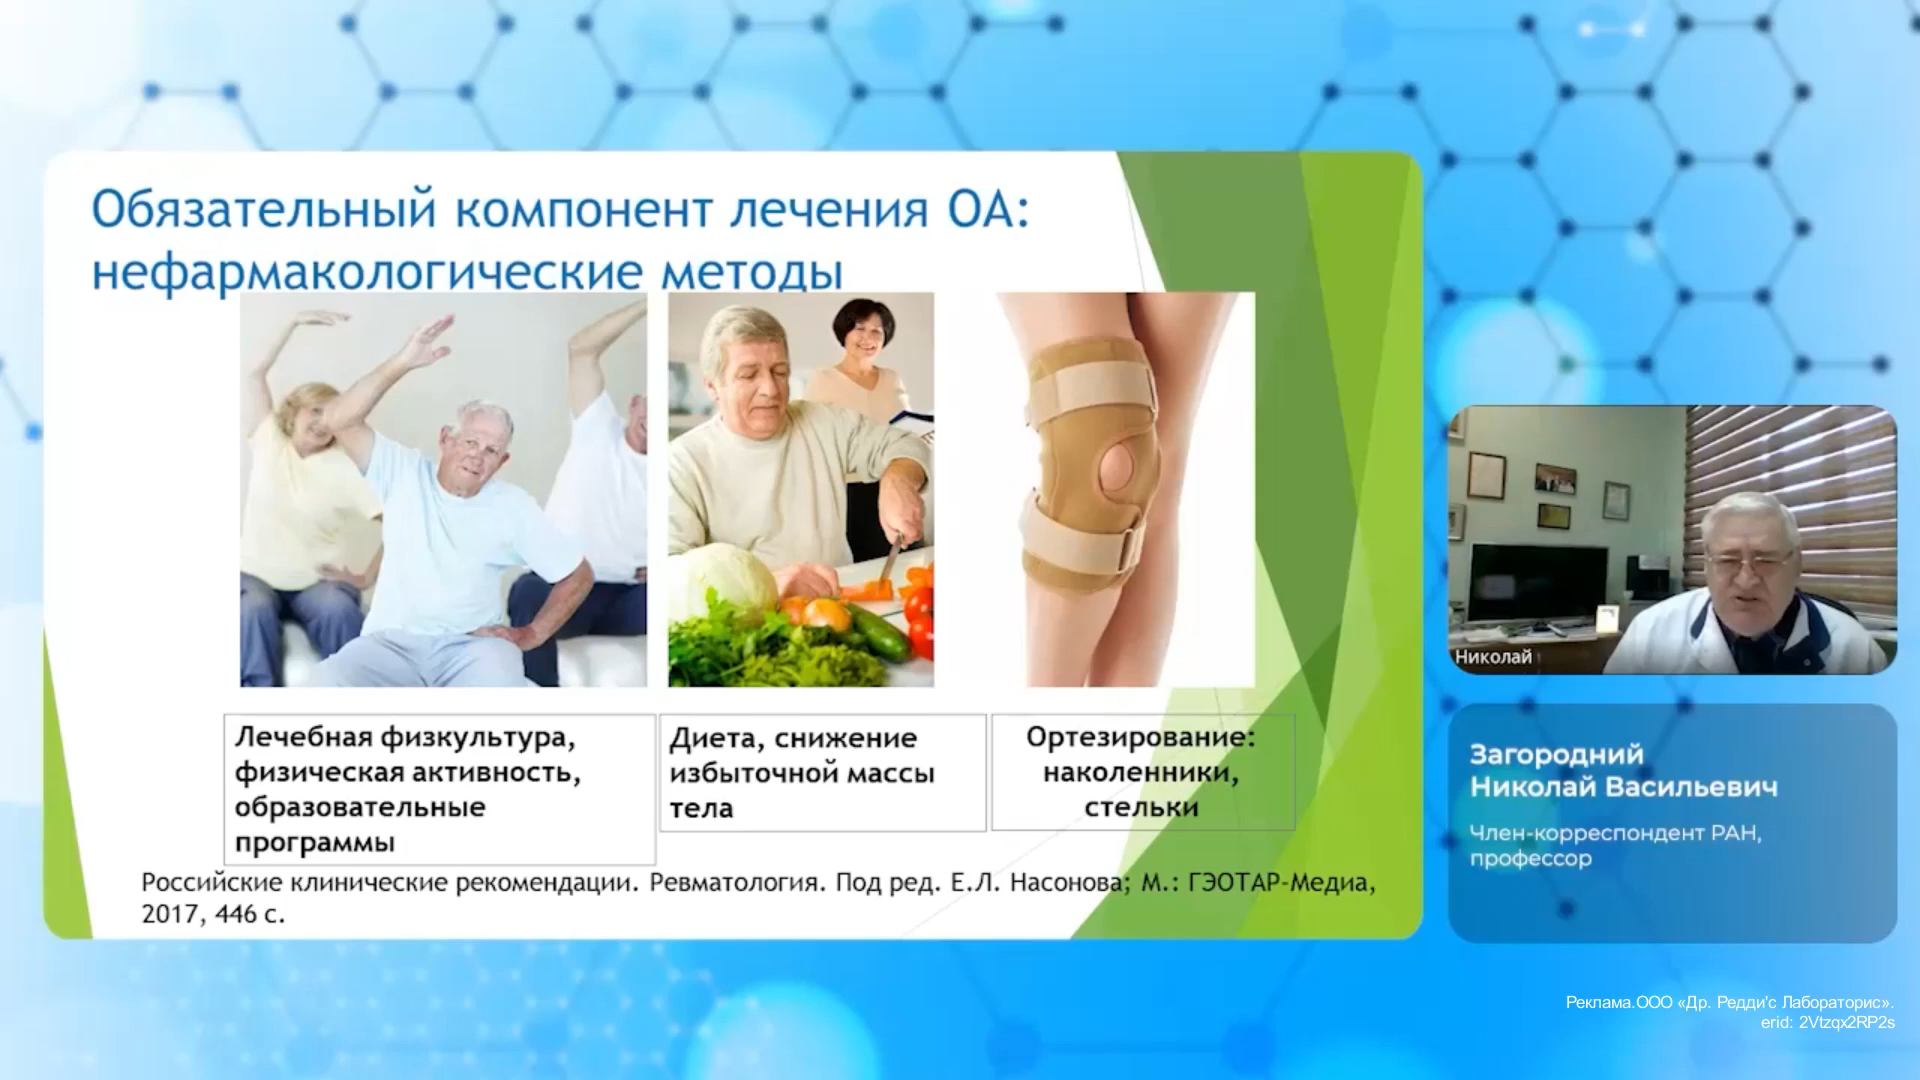 Обязательный компонент лечения ОА:
нефармакологические методы
Лечебная физкультура,
физическая активность,
образовательные
программы
Диета, снижение
избыточной массы
тела
Ортезирование:
наколенники,
стельки
Российские клинические рекомендации. Ревматология. Под ред. Е.Л. Насонова; М.: ГЭОТАР-Медиа,
2017, 446 с.
Николай
Загородний
Николай Васильевич
Член-корреспондент РАН,
профессор
Реклама.ООО «Др. Редди'с Лабораторис».
erid: 2Vtzqx2RP2s